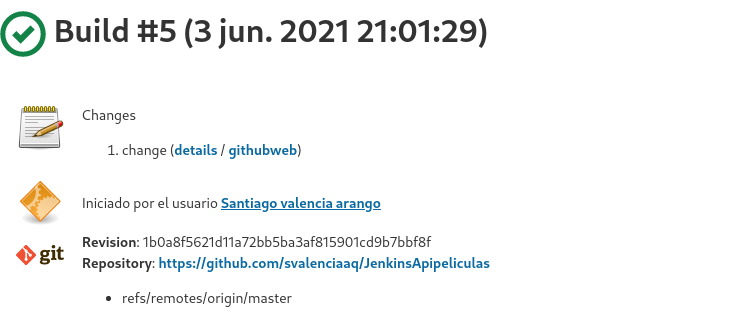 Build #5 (3 jun. 2021 21:01:29)
Changes
1. change (details / githubweb)
Iniciado por el usuario Santiago valencia arango
git
Revision: 1b0a8f5621d11a72bb5ba3af815901cd9b7bbf8f
Repository: https://github.com/svalenciaaq/JenkinsApipeliculas
• refs/remotes/origin/master